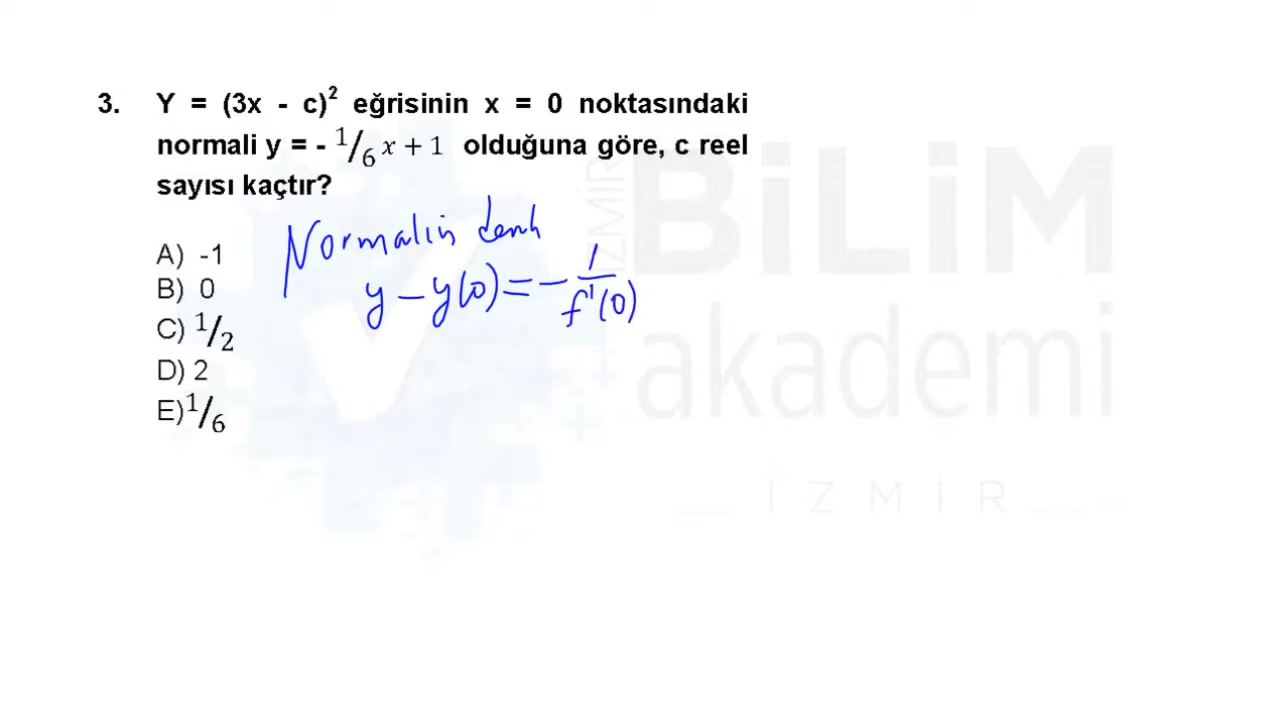 3. Y = (3x - c)² eğrisinin x = 0 noktasındaki
normali y = - 1/6 x + 1 olduğuna göre, c reel
sayısı kaçtır?
A) -1
B) 0
C) 1/2
D) 2
E) 1/6
Normalin denk
y - y(0) = - 1/f'(0)
İZMİR
BiLiM
akademi
İZMİR